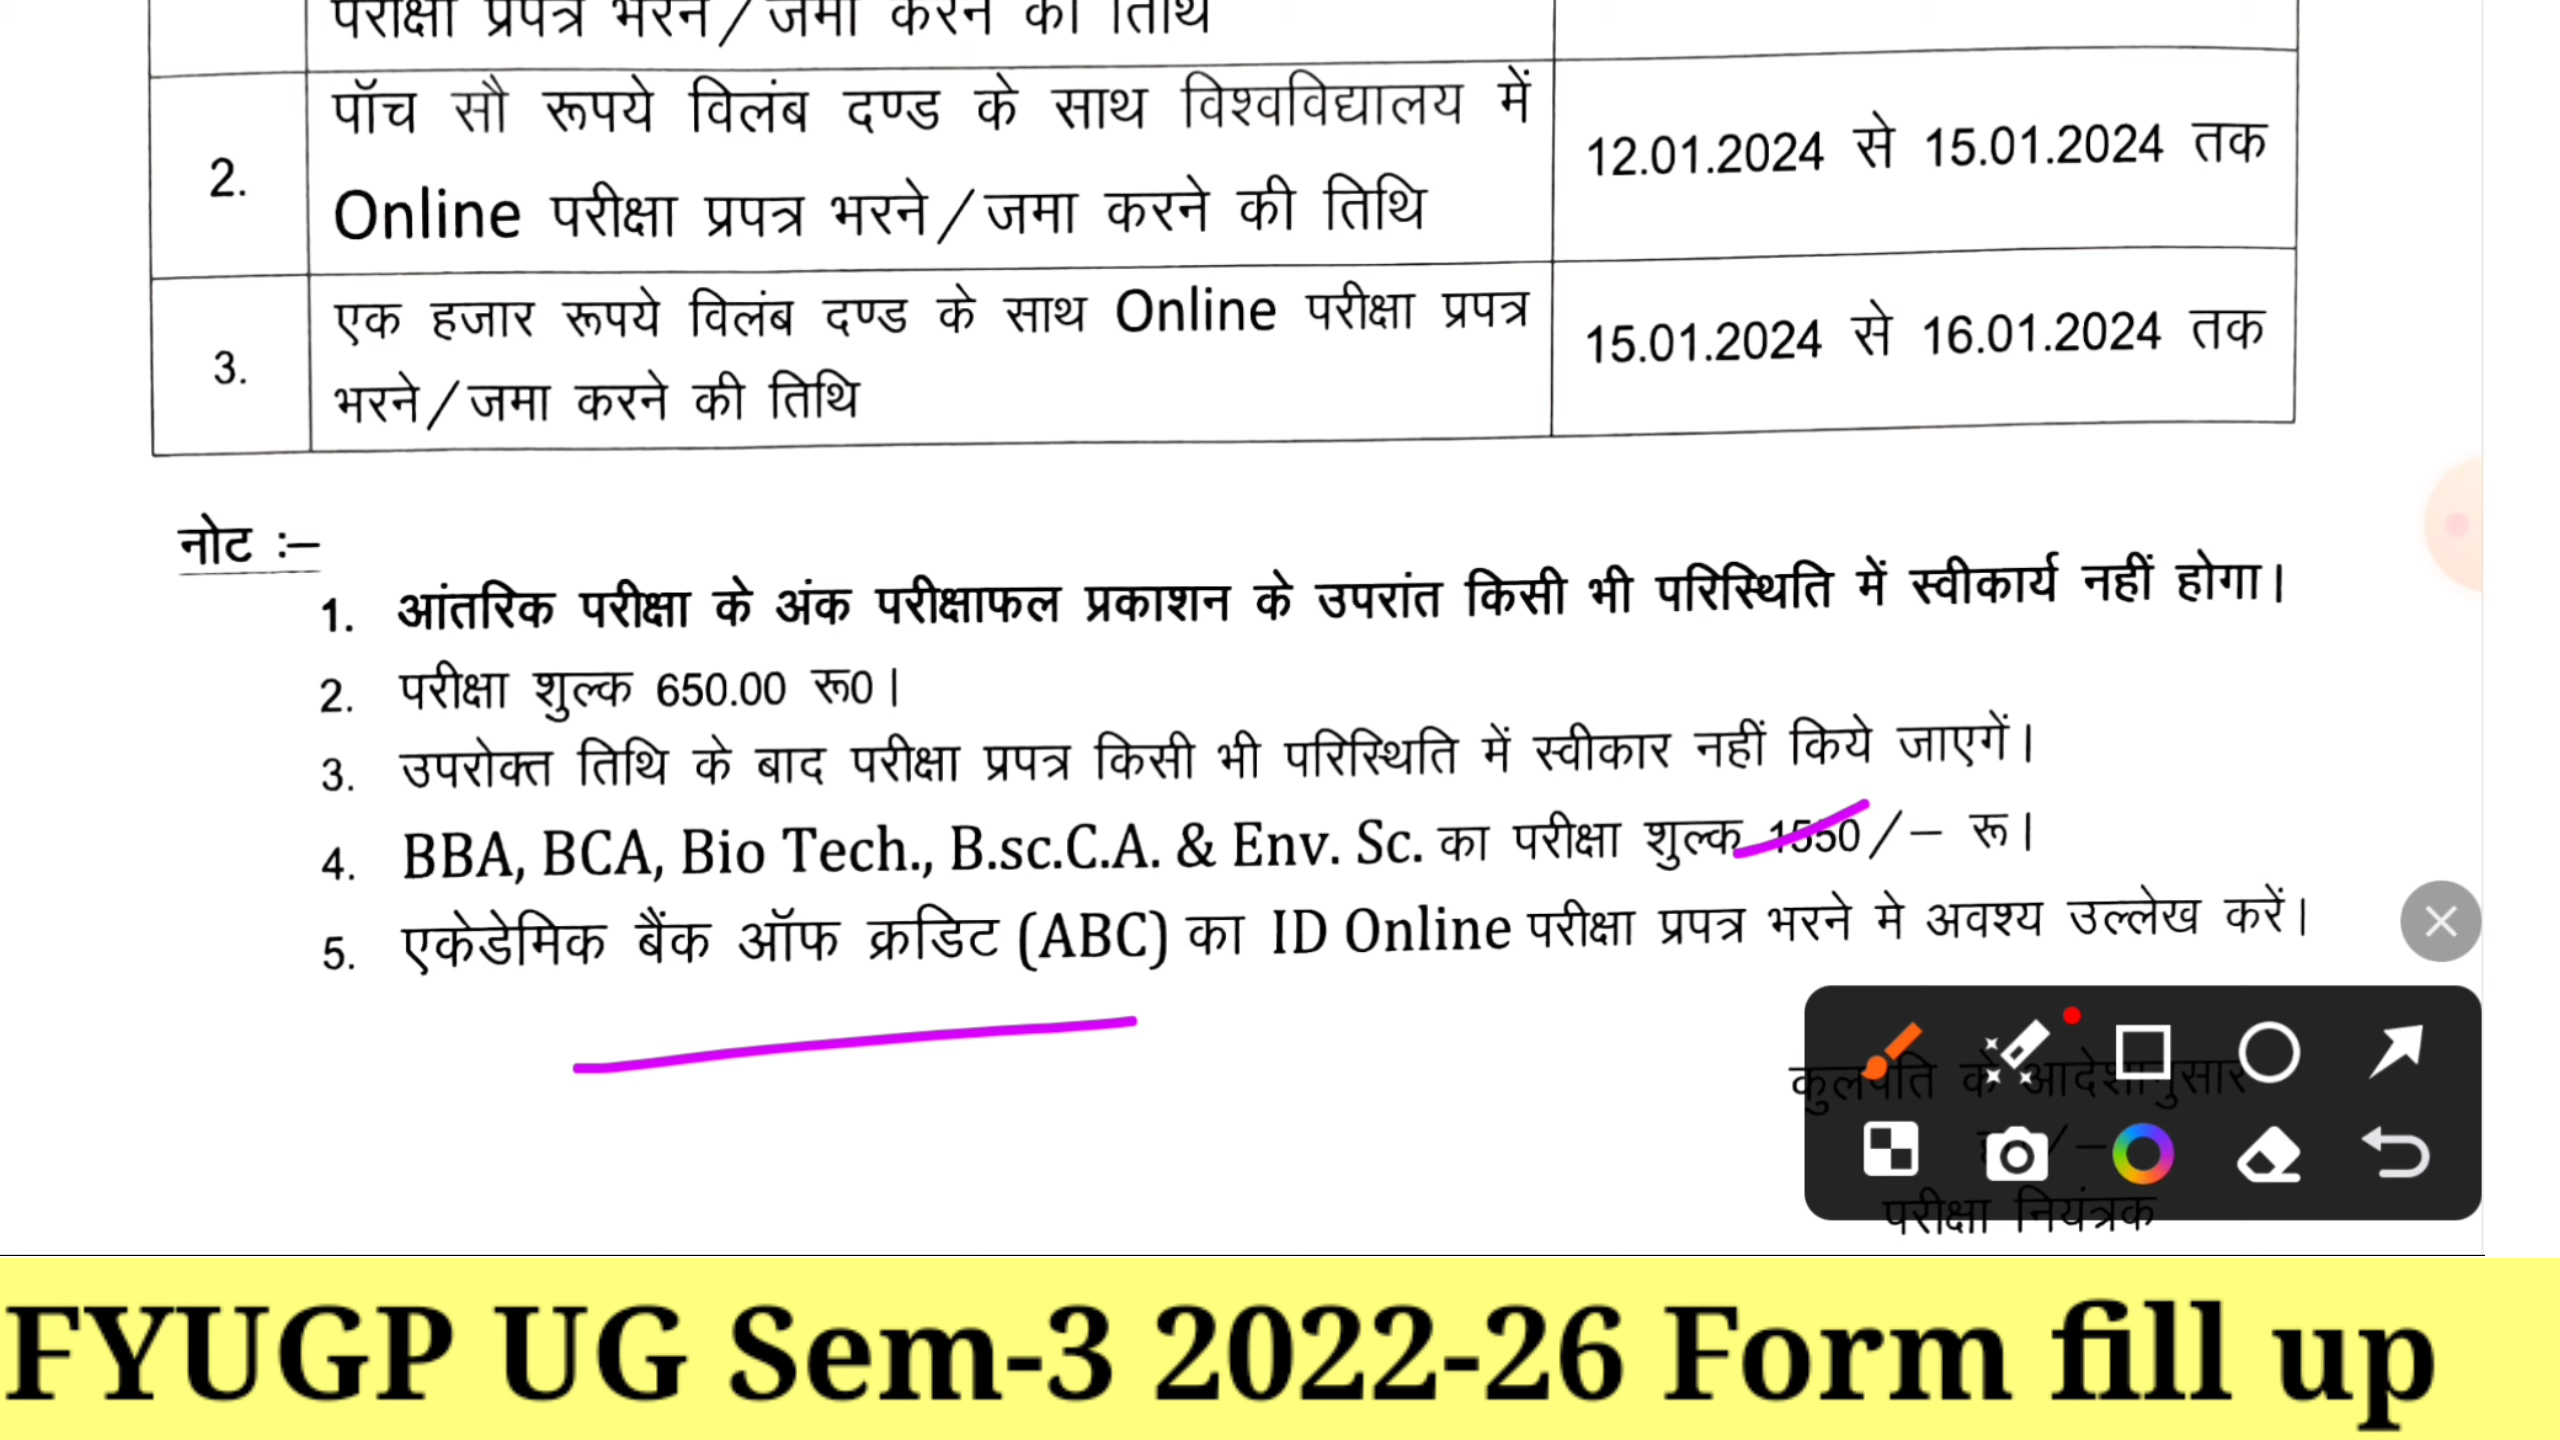 परीक्षा प्रपत्र भरने/जमा करने की तिथि
2.
पॉच सौ रूपये विलंब दण्ड के साथ विश्वविद्यालय में
Online परीक्षा प्रपत्र भरने/जमा करने की तिथि
12.01.2024 से 15.01.2024 तक
3.
एक हजार रूपये विलंब दण्ड के साथ Online परीक्षा प्रपत्र
भरने/जमा करने की तिथि
15.01.2024 से 16.01.2024 तक
नोट :–
1. आंतरिक परीक्षा के अंक परीक्षाफल प्रकाशन के उपरांत किसी भी परिस्थिति में स्वीकार्य नहीं होगा।
2. परीक्षा शुल्क 650.00 रू0।
3. उपरोक्त तिथि के बाद परीक्षा प्रपत्र किसी भी परिस्थिति में स्वीकार नहीं किये जाएगें।
4. BBA, BCA, Bio Tech., B.sc.C.A. & Env. Sc. का परीक्षा शुल्क 1550/– रू।
5. एकेडेमिक बैंक ऑफ क्रडिट (ABC) का ID Online परीक्षा प्रपत्र भरने मे अवश्य उल्लेख करें।
कुलपति के आदेशानुसार
/–
परीक्षा नियंत्रक
FYUGP UG Sem-3 2022-26 Form fill up